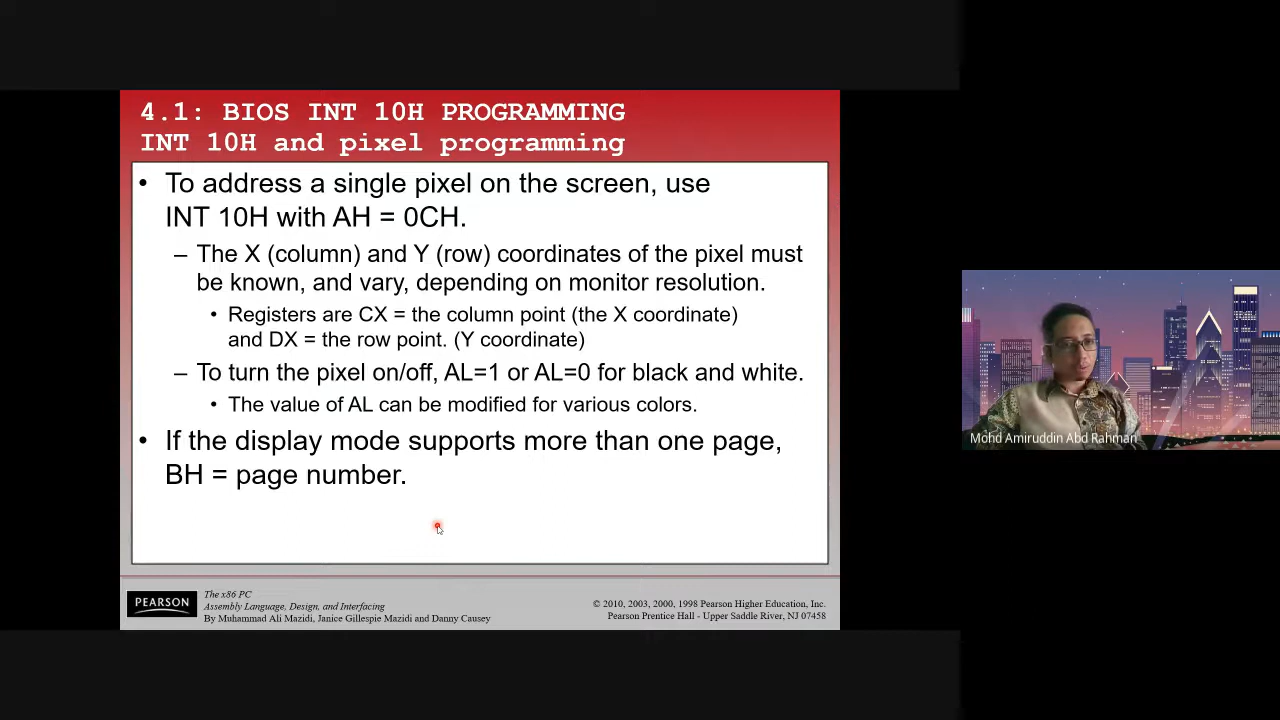 4.1: BIOS INT 10H PROGRAMMING
INT 10H and pixel programming
• To address a single pixel on the screen, use
INT 10H with AH = 0CH.
– The X (column) and Y (row) coordinates of the pixel must
be known, and vary, depending on monitor resolution.
• Registers are CX = the column point (the X coordinate)
and DX = the row point. (Y coordinate)
– To turn the pixel on/off, AL=1 or AL=0 for black and white.
• The value of AL can be modified for various colors.
• If the display mode supports more than one page,
BH = page number.
PEARSON
The x86 PC
Assembly Language, Design, and Interfacing
By Muhammad Ali Mazidi, Janice Gillespie Mazidi and Danny Causey
© 2010, 2003, 2000, 1998 Pearson Higher Education, Inc.
Pearson Prentice Hall - Upper Saddle River, NJ 07458
Mohd Amiruddin Abd Rahman